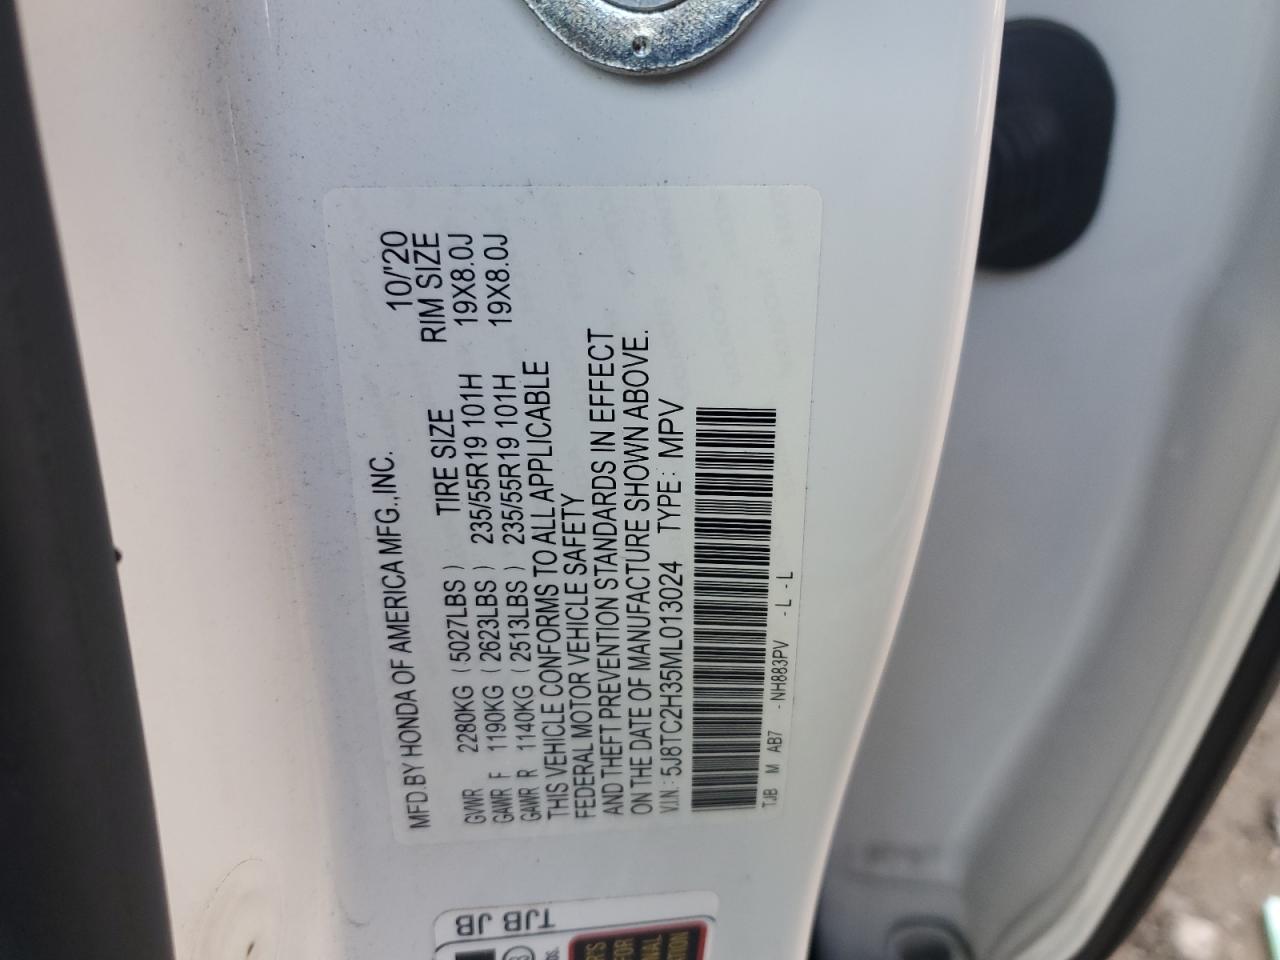 MFD.BY HONDA OF AMERICA MFG.,INC. 10/'20
TIRE SIZE RIM SIZE
GVWR 2280KG (5027LBS)
GAWR F 1190KG (2623LBS) 235/55R19 101H 19X8.0J
GAWR R 1140KG (2513LBS) 235/55R19 101H 19X8.0J
THIS VEHICLE CONFORMS TO ALL APPLICABLE
FEDERAL MOTOR VEHICLE SAFETY
AND THEFT PREVENTION STANDARDS IN EFFECT
ON THE DATE OF MANUFACTURE SHOWN ABOVE.
V.I.N.: 5J8TC2H35ML013024 TYPE: MPV
TJB M AB7 -NH883PV -L -L
TJB JB